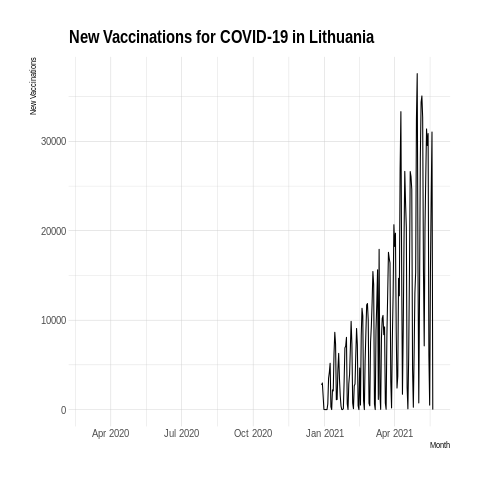 New Vaccinations for COVID-19 in Lithuania
New Vaccinations
30000
20000
10000
0
Apr 2020 Jul 2020 Oct 2020 Jan 2021 Apr 2021
Month